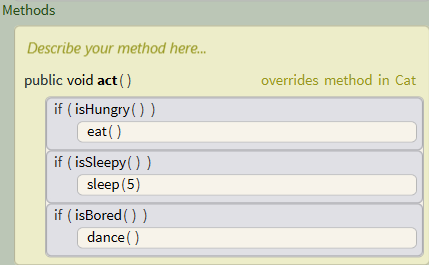 Methods
Describe your method here...
public void act() overrides method in Cat
if ( isHungry() )
eat()
if ( isSleepy() )
sleep(5)
if ( isBored() )
dance()